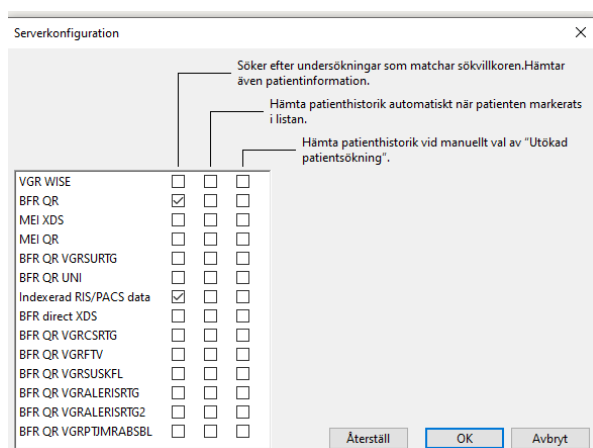 Serverkonfiguration
Söker efter undersökningar som matchar sökvillkoren.Hämtar
även patientinformation.
Hämta patienthistorik automatiskt när patienten markerats
i listan.
Hämta patienthistorik vid manuellt val av "Utökad
patientsökning".
VGR WISE
BFR QR
MEI XDS
MEI QR
BFR QR VGRSURTG
BFR QR UNI
Indexerad RIS/PACS data
BFR direct XDS
BFR QR VGRCSRTG
BFR QR VGRFTV
BFR QR VGRSUSKFL
BFR QR VGRALERISRTG
BFR QR VGRALERISRTG2
BFR QR VGRPTJMRABSBL
Återställ
OK
Avbryt